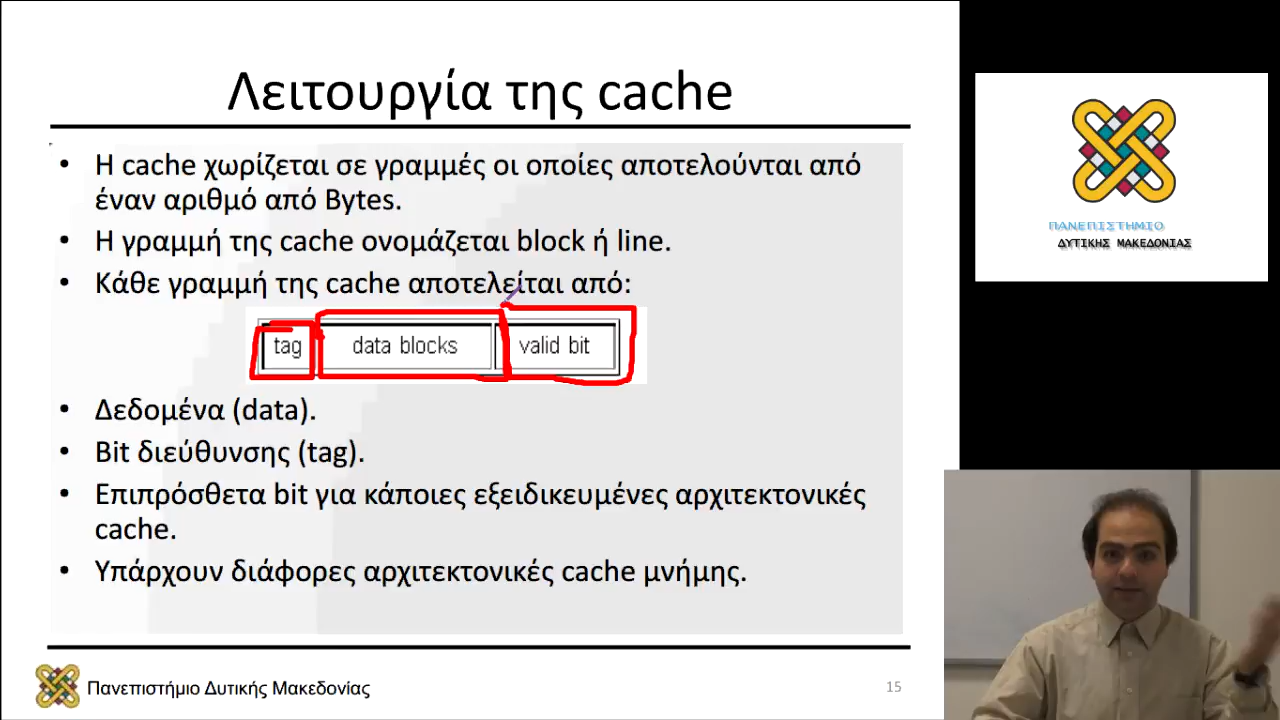 Λειτουργία της cache
• Η cache χωρίζεται σε γραμμές οι οποίες αποτελούνται από
έναν αριθμό από Bytes.
• Η γραμμή της cache ονομάζεται block ή line.
• Κάθε γραμμή της cache αποτελείται από:
tag data blocks valid bit
• Δεδομένα (data).
• Bit διεύθυνσης (tag).
• Επιπρόσθετα bit για κάποιες εξειδικευμένες αρχιτεκτονικές
cache.
• Υπάρχουν διάφορες αρχιτεκτονικές cache μνήμης.
Πανεπιστήμιο Δυτικής Μακεδονίας
15
ΠΑΝΕΠΙΣΤΗΜΙΟ
ΔΥΤΙΚΗΣ ΜΑΚΕΔΟΝΙΑΣ